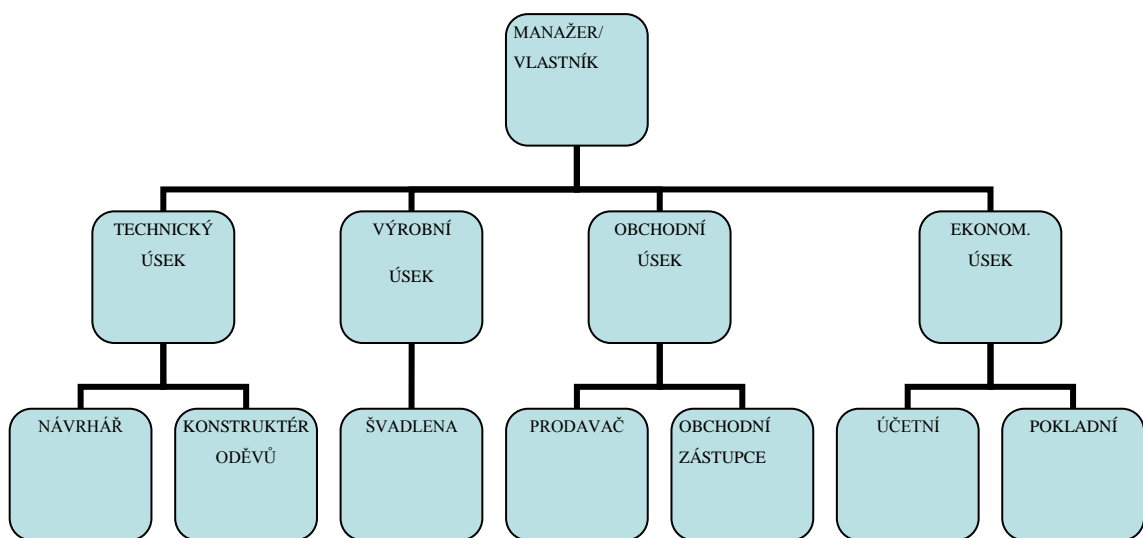 MANAŽER/
VLASTNÍK
TECHNICKÝ
ÚSEK
VÝROBNÍ
ÚSEK
OBCHODNÍ
ÚSEK
EKONOM.
ÚSEK
NÁVRHÁŘ
KONSTRUKTÉR
ODĚVŮ
ŠVADLENA
PRODAVAČ
OBCHODNÍ
ZÁSTUPCE
ÚČETNÍ
POKLADNÍ